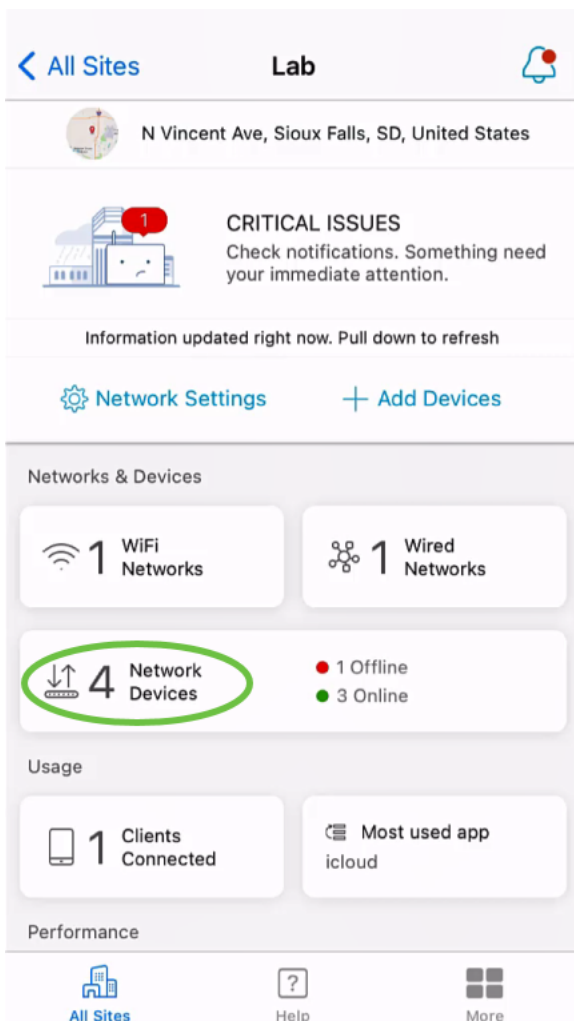 All Sites
Lab
N Vincent Ave, Sioux Falls, SD, United States
1
CRITICAL ISSUES
Check notifications. Something need
your immediate attention.
Information updated right now. Pull down to refresh
Network Settings
Add Devices
Networks & Devices
1 WiFi
Networks
1 Wired
Networks
4 Network
Devices
1 Offline
3 Online
Usage
1 Clients
Connected
Most used app
icloud
Performance
All Sites
?
Help
More